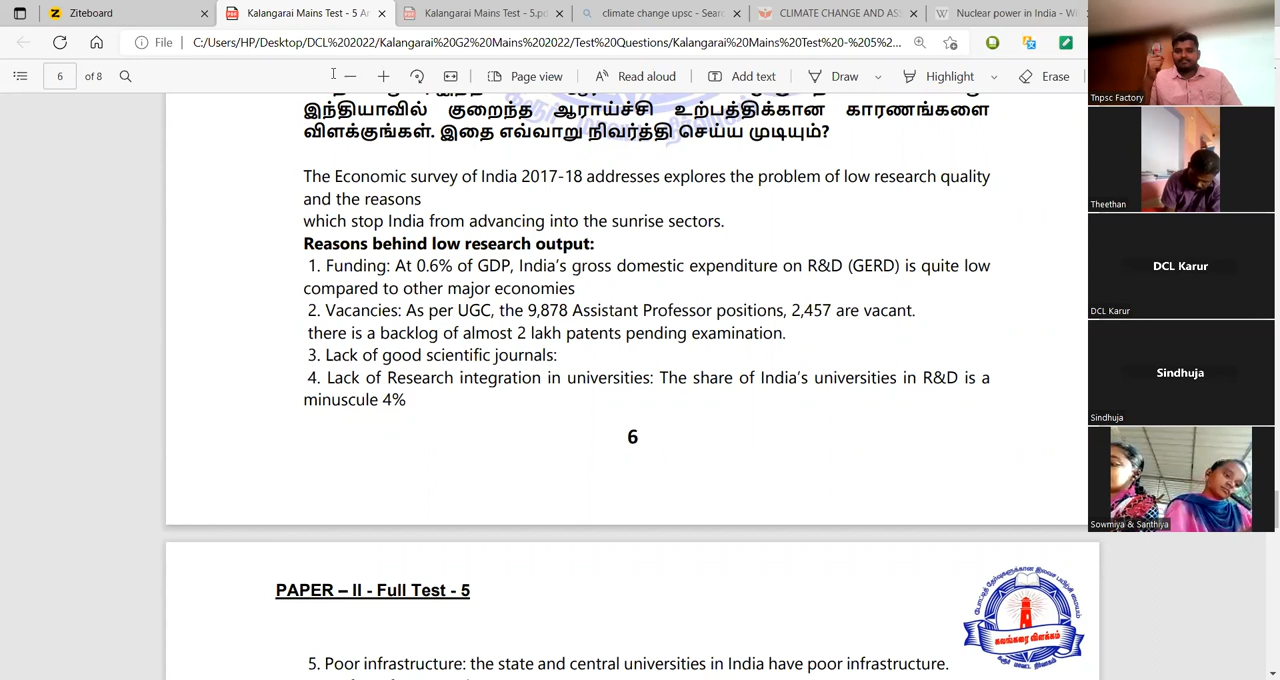 Ziteboard
Kalangarai Mains Test - 5 Ar
Kalangarai Mains Test - 5.pd
climate change upsc - Sear
CLIMATE CHANGE AND ASS
Nuclear power in India - W
File
C:/Users/HP/Desktop/DCL%202022/Kalangarai%20G2%20Mains%202022/Test%20Questions/Kalangarai%20Mains%20Test%20-%205%2...
6 of 8
Page view
Read aloud
Add text
Draw
Highlight
Erase
இந்தியாவில் குறைந்த ஆராய்ச்சி உற்பத்திக்கான காரணங்களை
விளக்குங்கள். இதை எவ்வாறு நிவர்த்தி செய்ய முடியும்?
The Economic survey of India 2017-18 addresses explores the problem of low research quality
and the reasons
which stop India from advancing into the sunrise sectors.
Reasons behind low research output:
1. Funding: At 0.6% of GDP, India's gross domestic expenditure on R&D (GERD) is quite low
compared to other major economies
2. Vacancies: As per UGC, the 9,878 Assistant Professor positions, 2,457 are vacant.
there is a backlog of almost 2 lakh patents pending examination.
3. Lack of good scientific journals:
4. Lack of Research integration in universities: The share of India's universities in R&D is a
minuscule 4%
6
PAPER – II - Full Test - 5
கலங்கரை விளக்கம்
5. Poor infrastructure: the state and central universities in India have poor infrastructure.
Tnpsc Factory
Theethan
DCL Karur
DCL Karur
Sindhuja
Sindhuja
Sowmiya & Santhiya